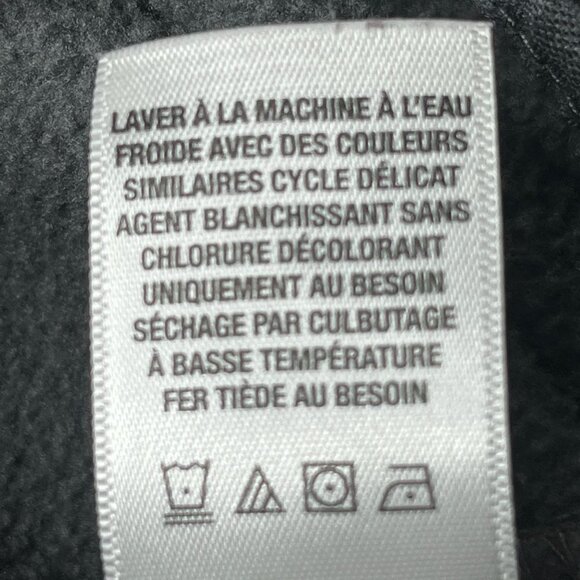 LAVER À LA MACHINE À L'EAU
FROIDE AVEC DES COULEURS
SIMILAIRES CYCLE DÉLICAT
AGENT BLANCHISSANT SANS
CHLORURE DÉCOLORANT
UNIQUEMENT AU BESOIN
SÉCHAGE PAR CULBUTAGE
À BASSE TEMPÉRATURE
FER TIÈDE AU BESOIN